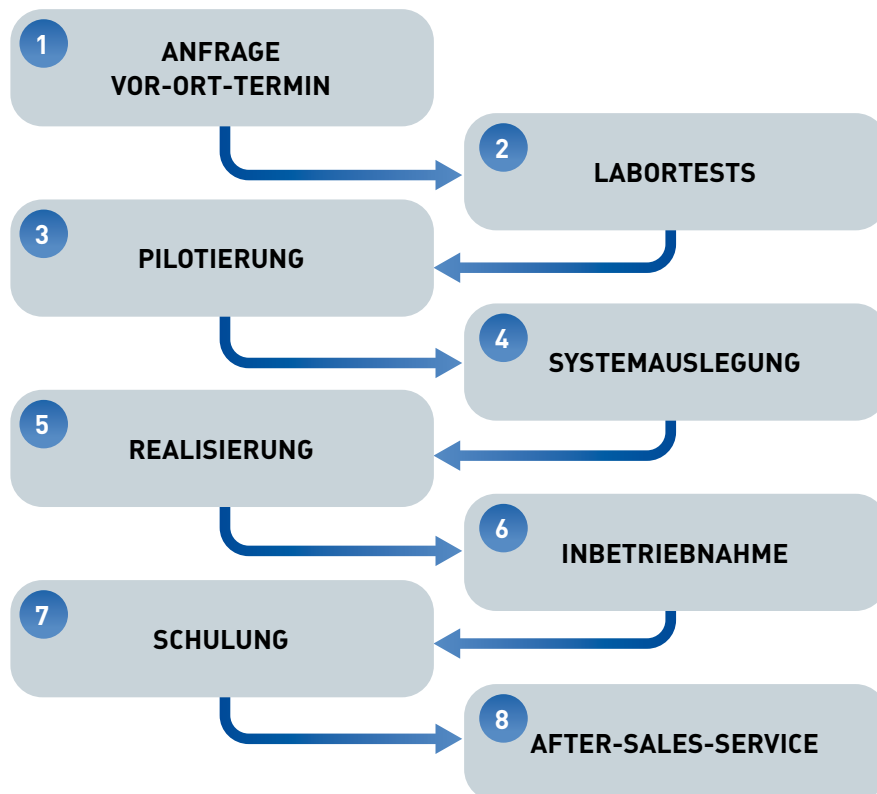 1
ANFRAGE
VOR-ORT-TERMIN
2
LABORTESTS
3
PILOTIERUNG
4
SYSTEMAUSLEGUNG
5
REALISIERUNG
6
INBETRIEBNAHME
7
SCHULUNG
8
AFTER-SALES-SERVICE